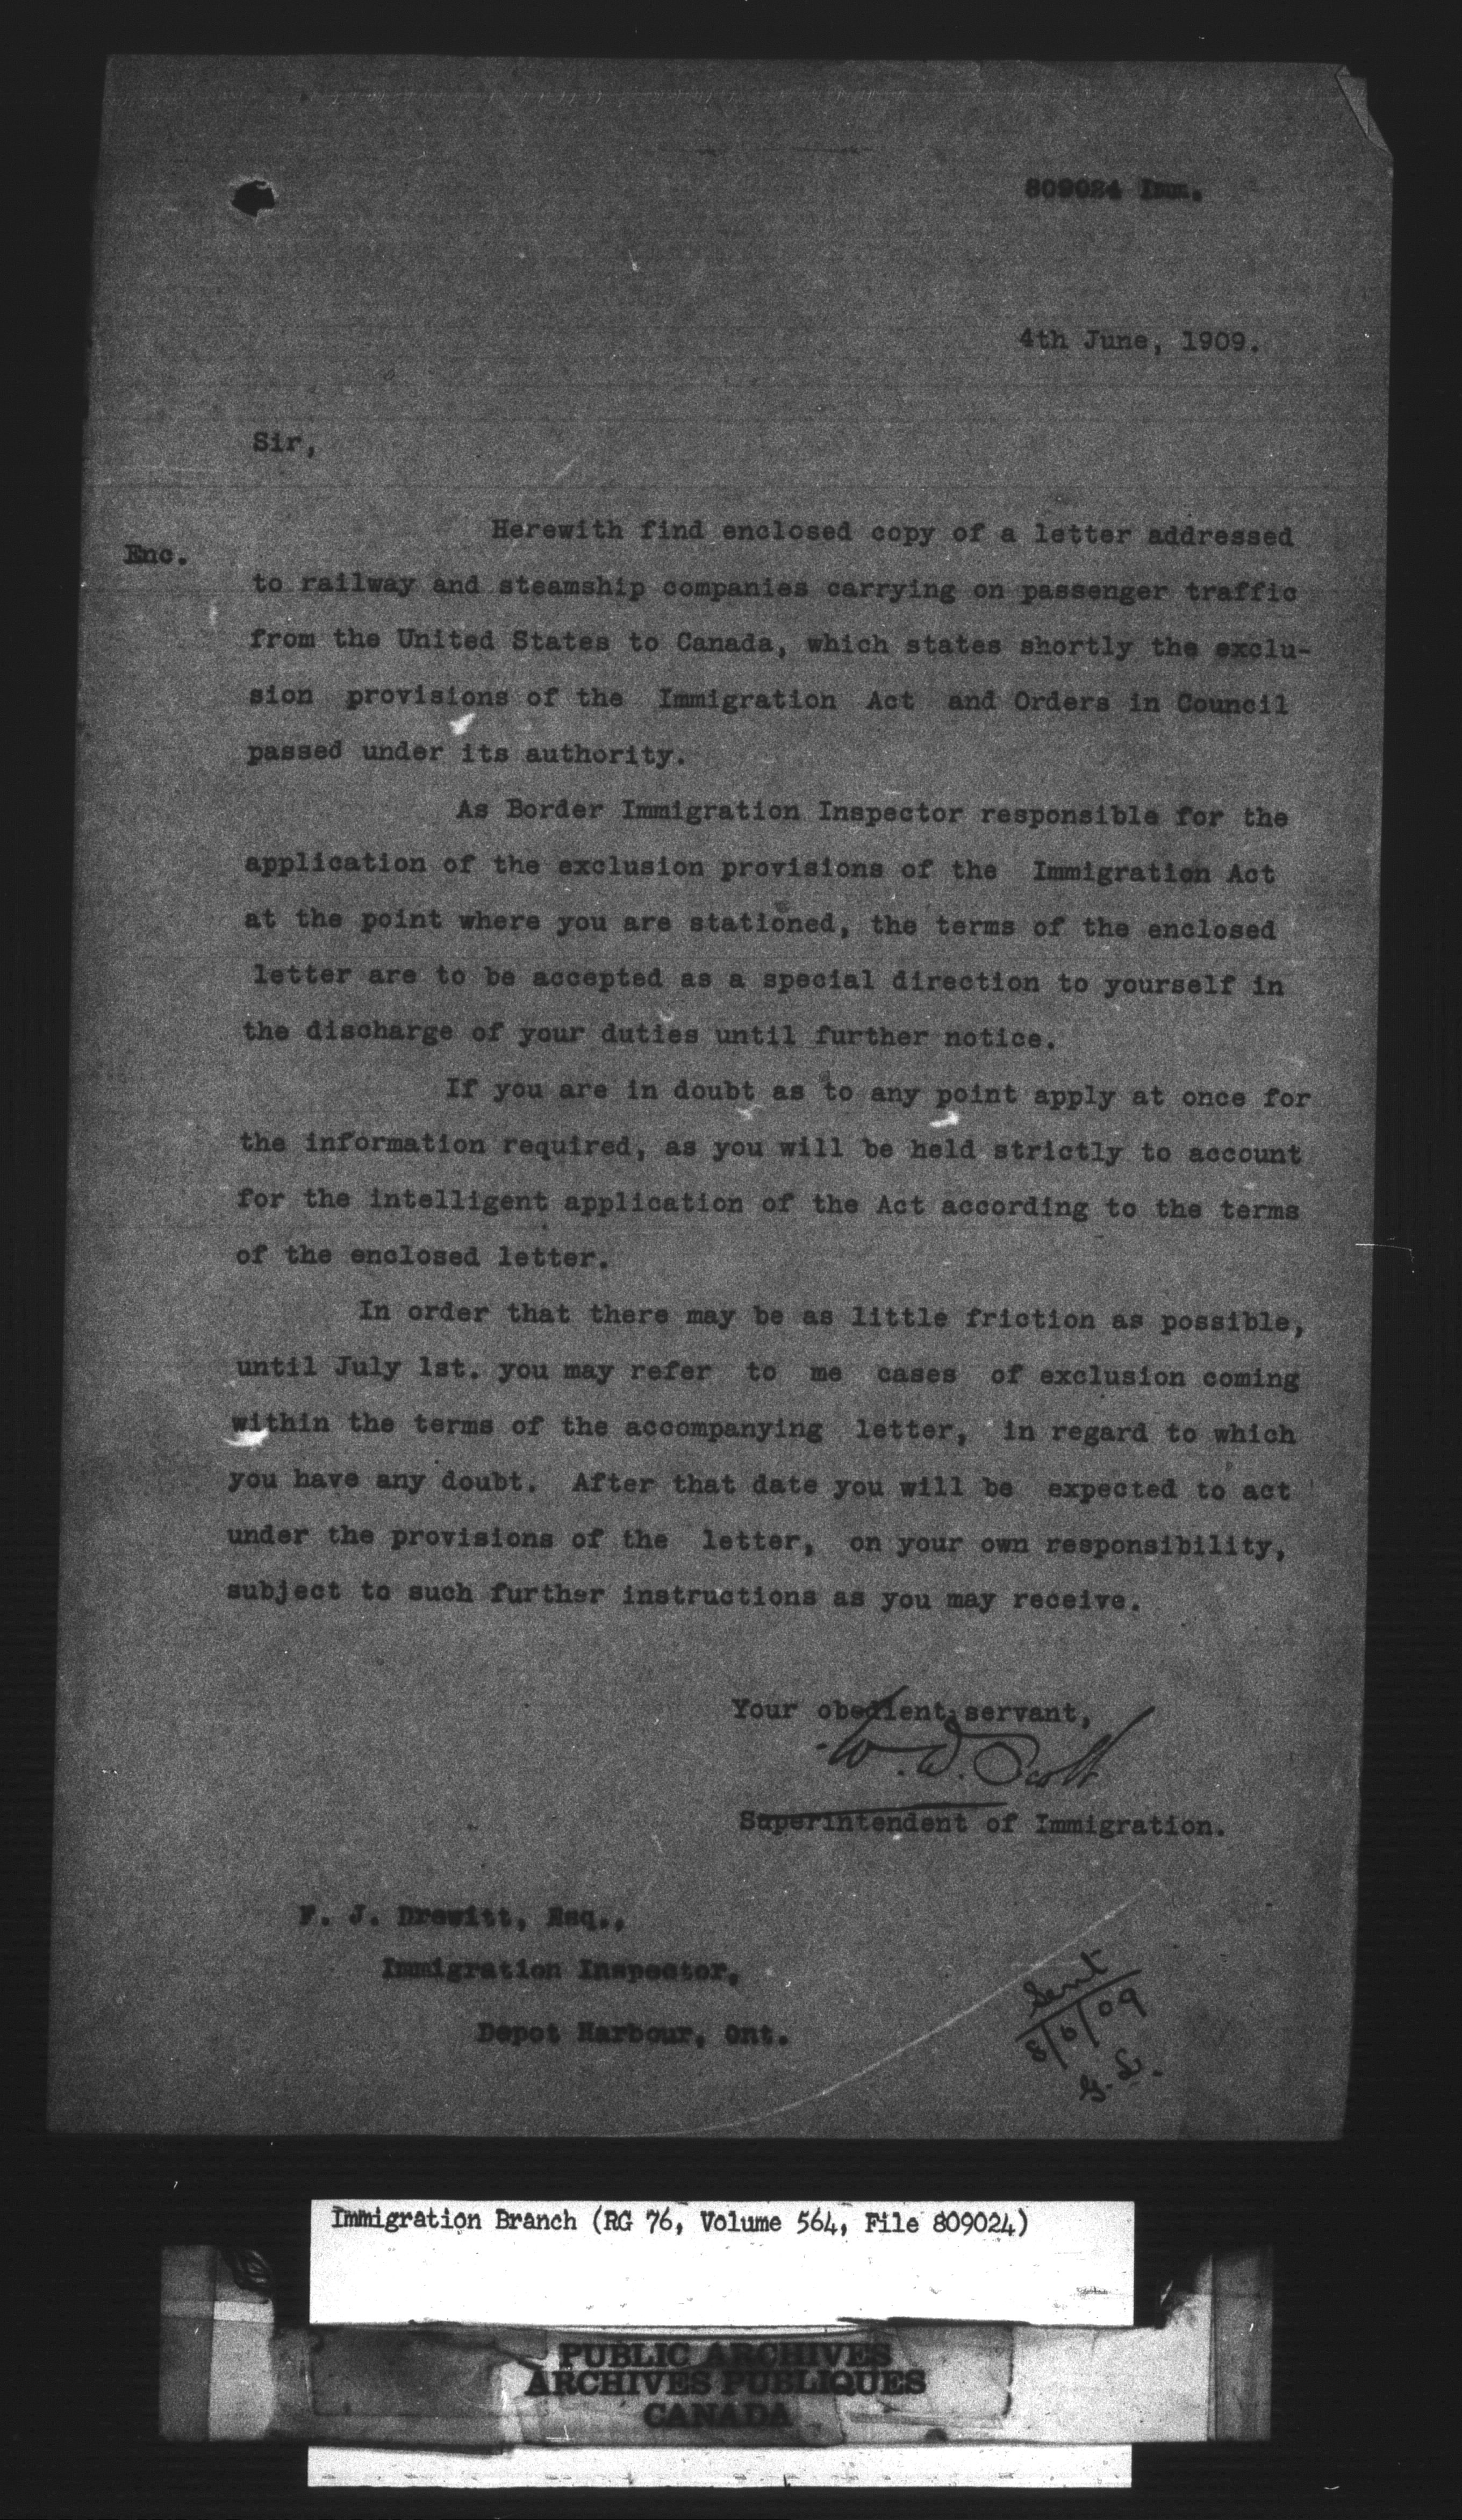 809024 Imm.
4th June, 1909.
Sir,
Herewith find enclosed copy of a letter addressed
Enc.
to railway and steamship companies carrying on passenger traffic
from the United States to Canada, which states shortly the exclu-
sion provisions of the Immigration Act and Orders in Council
passed under its authority.
As Border Immigration Inspector responsible for the
application of the exclusion provisions of the Immigration Act
at the point where you are stationed, the terms of the enclosed
letter are to be accepted as a special direction to yourself in
the discharge of your duties until further notice.
If you are in doubt as to any point apply at once for
the information required, as you will be held strictly to account
for the intelligent application of the Act according to the terms
of the enclosed letter.
In order that there may be as little friction as possible,
until July 1st. you may refer to me cases of exclusion coming
within the terms of the accompanying letter, in regard to which
you have any doubt. After that date you will be expected to act
under the provisions of the letter, on your own responsibility,
subject to such further instructions as you may receive.
Your obedient servant,
W. D. Scott
Superintendent of Immigration.
F. J. Drewitt, Esq.,
Immigration Inspector,
Depot Harbour, Ont.
Sent
8/6/09
G. L.
Immigration Branch (RG 76, Volume 564, File 809024)
PUBLIC ARCHIVES
ARCHIVES PUBLIQUES
CANADA